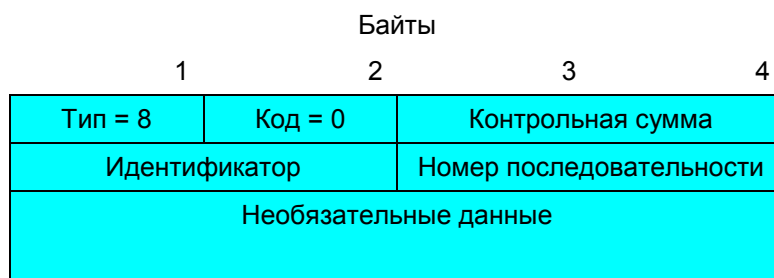 Байты
1 2 3 4
Тип = 8 Код = 0 Контрольная сумма
Идентификатор Номер последовательности
Необязательные данные